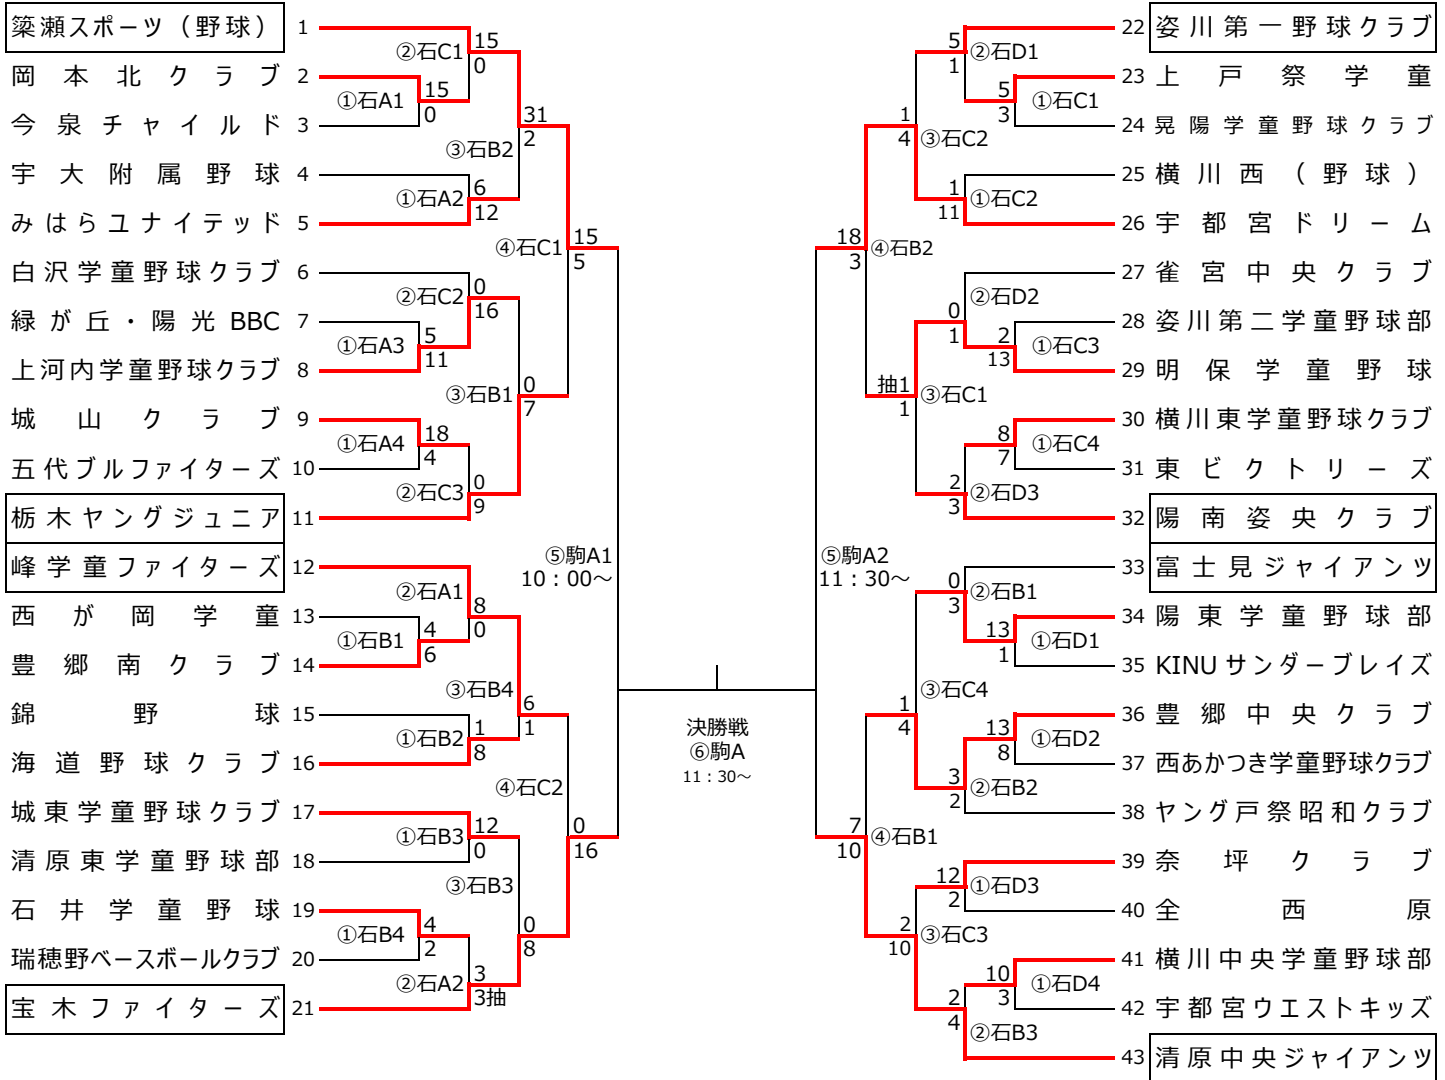 簗瀬スポーツ（野球） 1
岡本北クラブ 2
今泉チャイルド 3
宇大附属野球 4
みはらユナイテッド 5
白沢学童野球クラブ 6
緑が丘・陽光BBC 7
上河内学童野球クラブ 8
城山クラブ 9
五代ブルファイターズ 10
栃木ヤングジュニア 11
峰学童ファイターズ 12
西が岡学童 13
豊郷南クラブ 14
錦野球 15
海道野球クラブ 16
城東学童野球クラブ 17
清原東学童野球部 18
石井学童野球 19
瑞穂野ベースボールクラブ 20
宝木ファイターズ 21
②石C1 15 0
①石A1 15 0
③石B2 31 2
①石A2 6 12
④石C1 15 5
②石C2 0 16
①石A3 5 11
③石B1 0 7
①石A4 18 4
②石C3 0 9
⑤駒A1
10：00～
②石A1 8 0
①石B1 4 6
③石B4 6 1
①石B2 1 8
④石C2 0 16
①石B3 12 0
③石B3 0 8
①石B4 4 2
②石A2 3 3抽
決勝戦
⑥駒A
11：30～
5 1 ②石D1
5 3 ①石C1
1 4 ③石C2
1 11 ①石C2
18 3 ④石B2
②石D2
0 1
2 13 ①石C3
抽1 1 ③石C1
8 7 ①石C4
2 3 ②石D3
⑤駒A2
11：30～
0 3 ②石B1
13 1 ①石D1
③石C4
1 4
13 8 ①石D2
3 2 ②石B2
7 10 ④石B1
12 2 ①石D3
2 10 ③石C3
10 3 ①石D4
2 4 ②石B3
22 姿川第一野球クラブ
23 上戸祭学童
24 晃陽学童野球クラブ
25 横川西（野球）
26 宇都宮ドリーム
27 雀宮中央クラブ
28 姿川第二学童野球部
29 明保学童野球
30 横川東学童野球クラブ
31 東ビクトリーズ
32 陽南姿央クラブ
33 富士見ジャイアンツ
34 陽東学童野球部
35 KINUサンダーブレイズ
36 豊郷中央クラブ
37 西あかつき学童野球クラブ
38 ヤング戸祭昭和クラブ
39 奈坪クラブ
40 全西原
41 横川中央学童野球部
42 宇都宮ウエストキッズ
43 清原中央ジャイアンツ